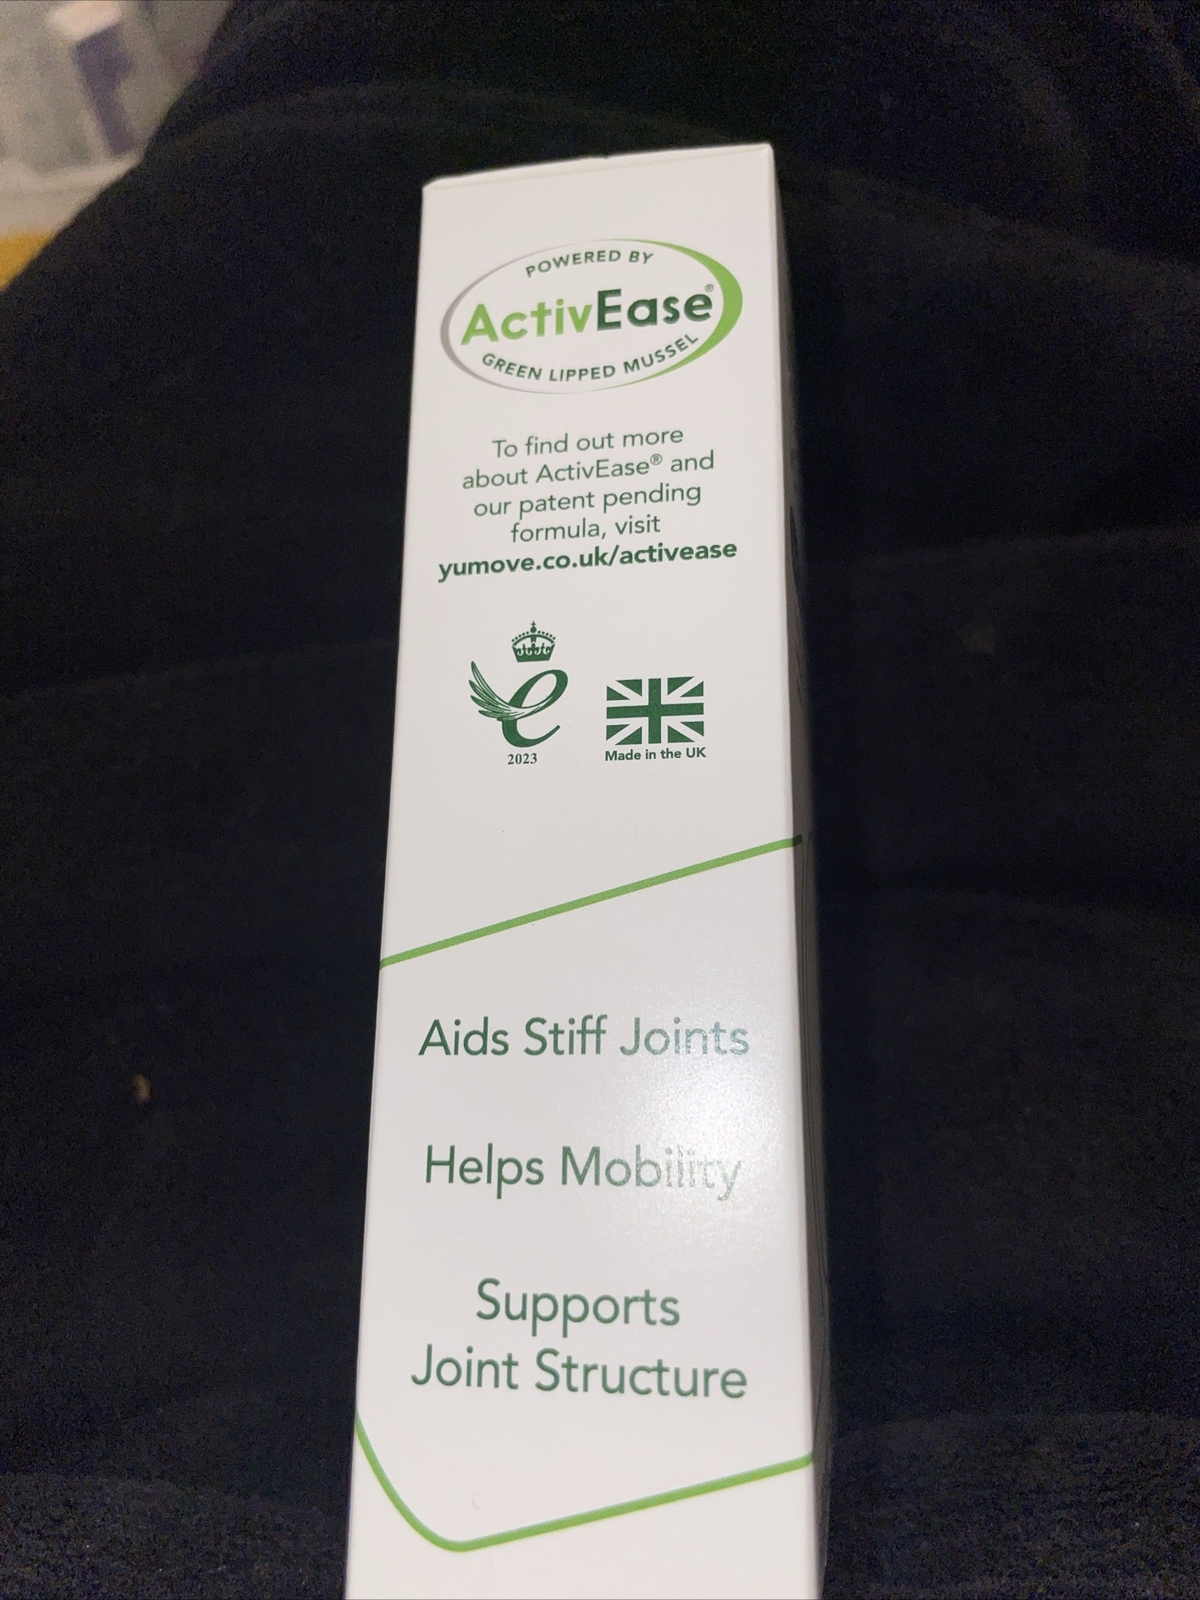 POWERED BY
ActivEase®
GREEN LIPPED MUSSEL
To find out more
about ActivEase® and
our patent pending
formula, visit
yumove.co.uk/activease
e
2023
Made in the UK
Aids Stiff Joints
Helps Mobility
Supports
Joint Structure